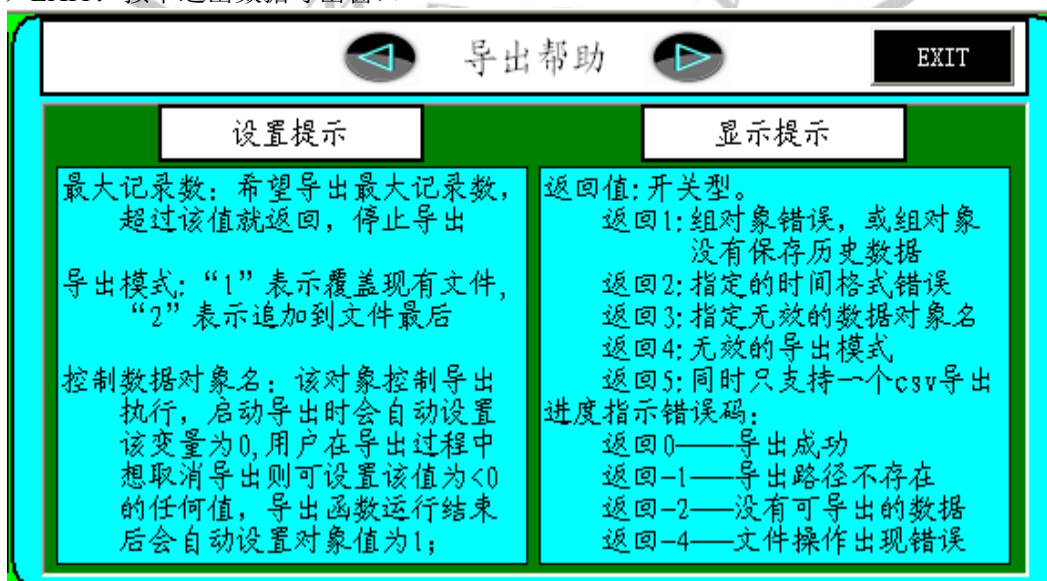 EXIT: 按下退出数据导出窗口
导出帮助
EXIT
设置提示
最大记录数: 希望导出最大记录数,
超过该值就返回, 停止导出
导出模式: “1”表示覆盖现有文件,
“2”表示追加到文件最后
控制数据对象名: 该对象控制导出
执行, 启动导出时会自动设置
该变量为0,用户在导出过程中
想取消导出则可设置该值为<0
的任何值, 导出函数运行结束
后会自动设置对象值为1;
显示提示
返回值:开关型。
返回1:组对象错误, 或组对象
没有保存历史数据
返回2:指定的时间格式错误
返回3:指定无效的数据对象名
返回4:无效的导出模式
返回5:同时只支持一个csv导出
进度指示错误码:
返回0——导出成功
返回-1——导出路径不存在
返回-2——没有可导出的数据
返回-4——文件操作出现错误